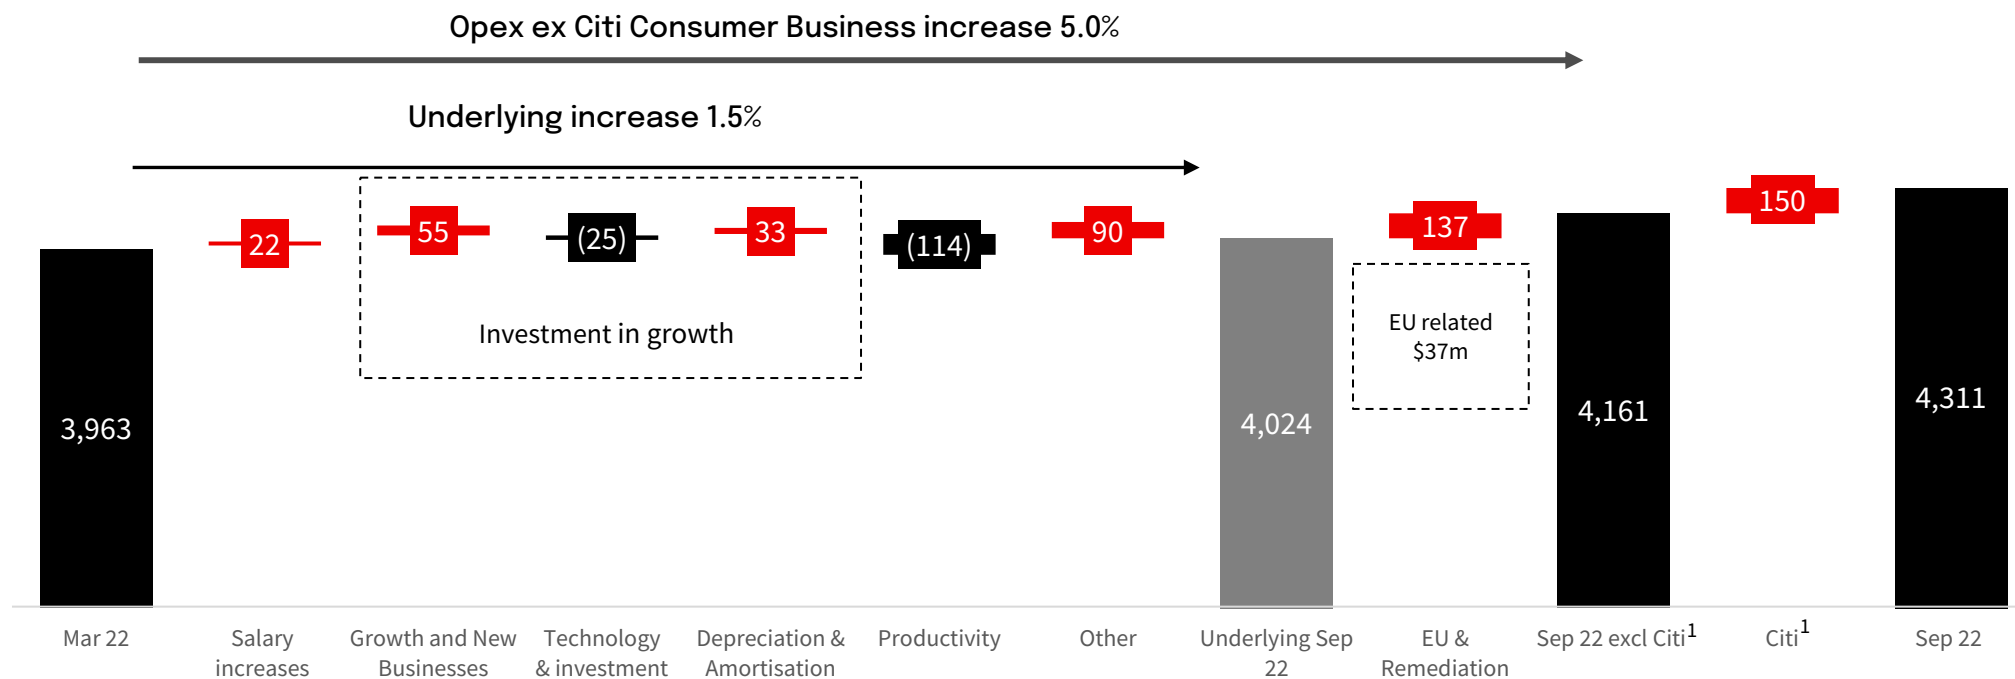 Opex ex Citi Consumer Business increase 5.0%
Underlying increase 1.5%
22
55
(25)
33
(114)
90
137
150
Investment in growth
EU related
$37m
3,963
4,024
4,161
4,311
Mar 22
Salary
increases
Growth and New
Businesses
Technology
& investment
Depreciation &
Amortisation
Productivity
Other
Underlying Sep
22
EU &
Remediation
Sep 22 excl Citi1
Citi1
Sep 22